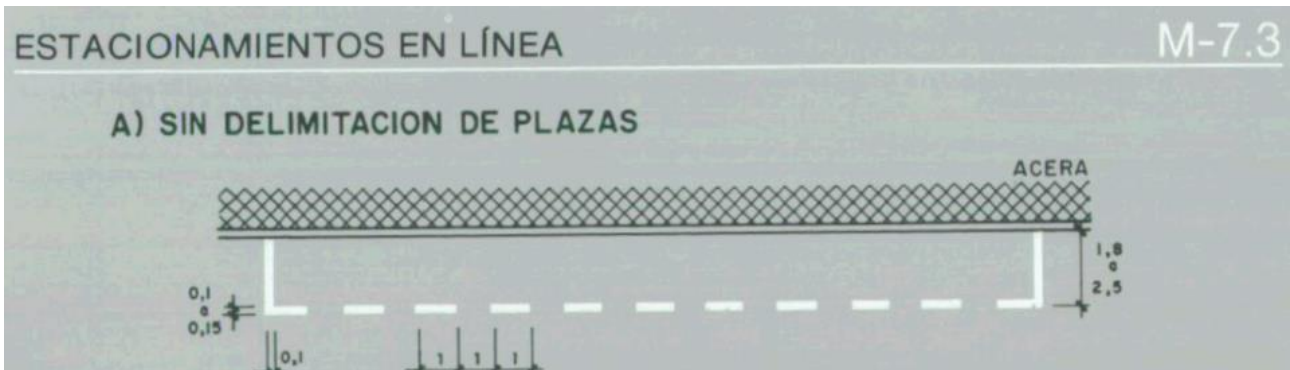 ESTACIONAMIENTOS EN LÍNEA M-7.3
A) SIN DELIMITACION DE PLAZAS
ACERA
1,8
a
2,5
0,1
a
0,15
0,1
1 1 1